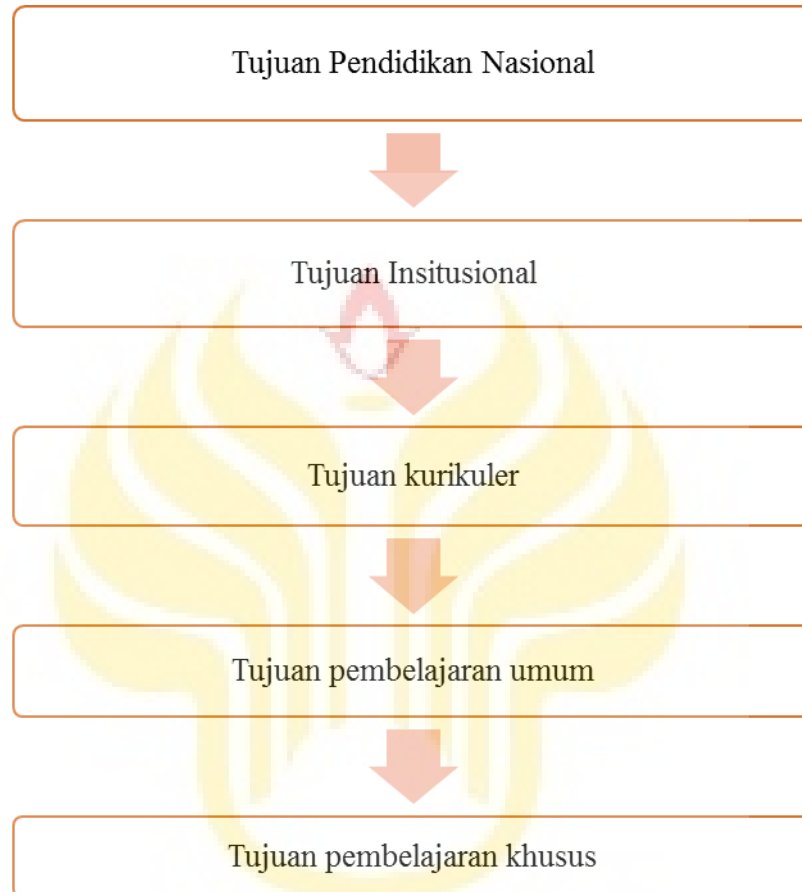 Tujuan Pendidikan Nasional
Tujuan Insitusional
Tujuan kurikuler
Tujuan pembelajaran umum
Tujuan pembelajaran khusus